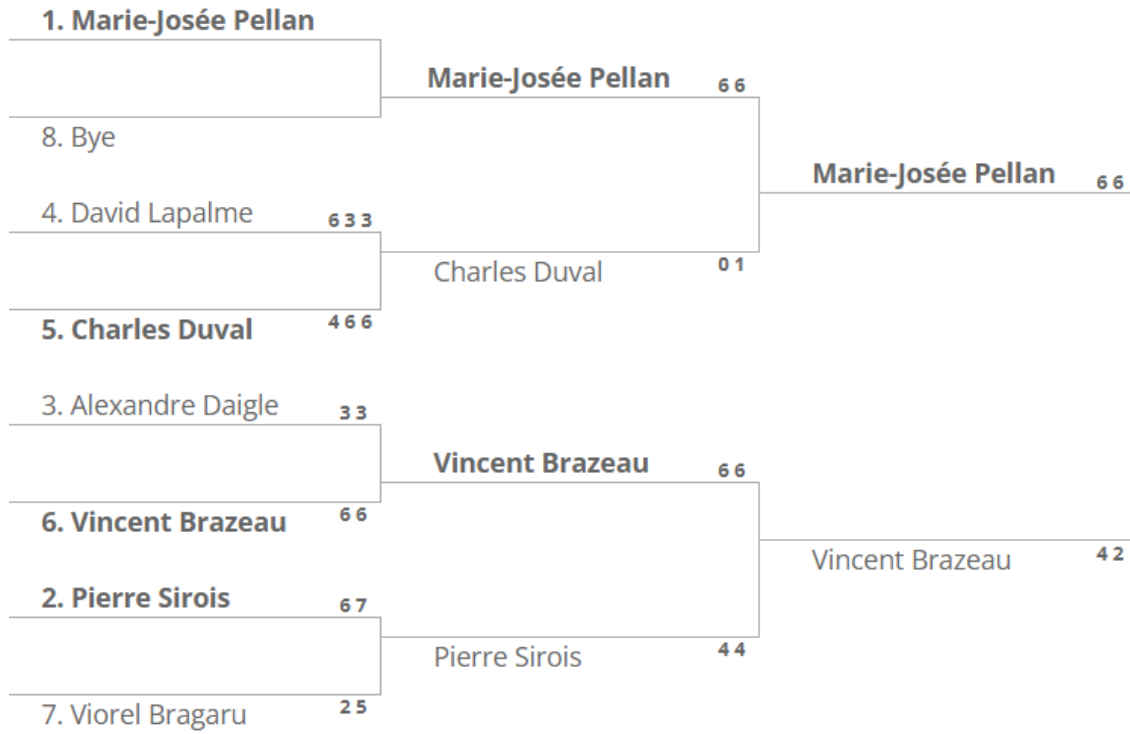 1. Marie-Josée Pellan
Marie-Josée Pellan 6 6
8. Bye
Marie-Josée Pellan 6 6
4. David Lapalme 6 3 3
Charles Duval 0 1
5. Charles Duval 4 6 6
3. Alexandre Daigle 3 3
Vincent Brazeau 6 6
6. Vincent Brazeau 6 6
Vincent Brazeau 4 2
2. Pierre Sirois 6 7
Pierre Sirois 4 4
7. Viorel Bragaru 2 5